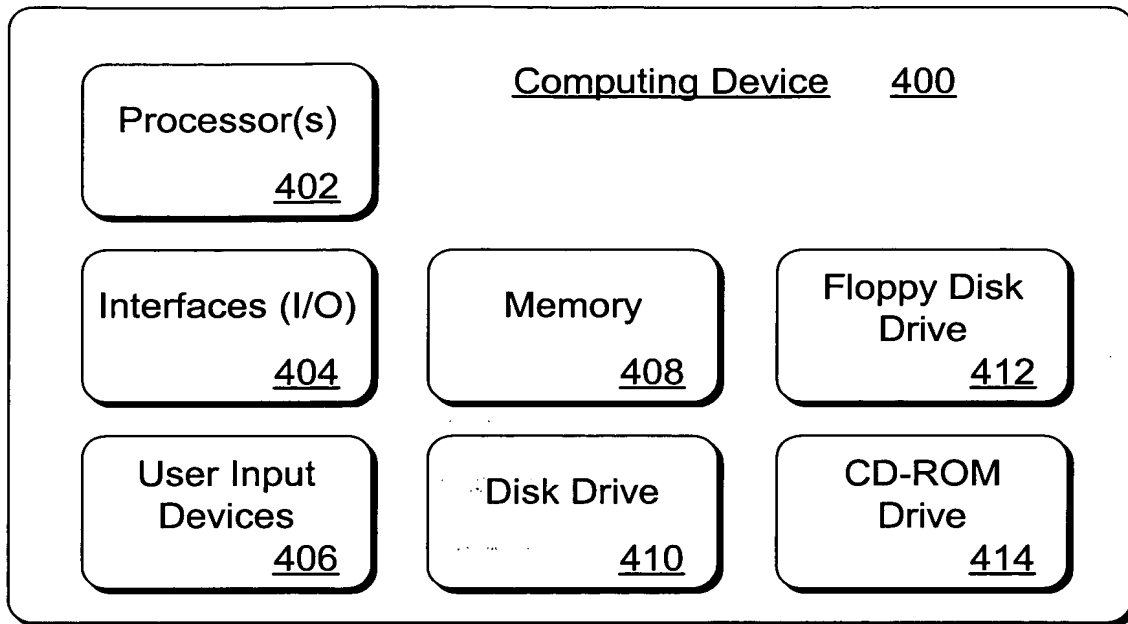 Computing Device 400
Processor(s)
402
Interfaces (I/O)
404
Memory
408
Floppy Disk
Drive
412
User Input
Devices
406
Disk Drive
410
CD-ROM
Drive
414